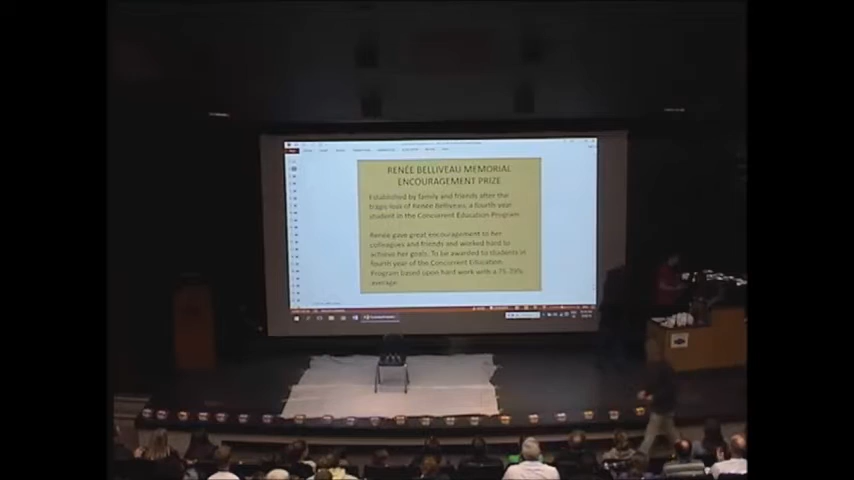 RENÉE BELLIVEAU MEMORIAL
ENCOURAGEMENT PRIZE
Established by family and friends after the
tragic loss of Renée Belliveau, a fourth year
student in the Concurrent Education Program.
Renée gave great encouragement to her
colleagues and friends and worked hard to
achieve her goals. To be awarded to students in
fourth year of the Concurrent Education
Program based upon hard work with a 75-79%
average.